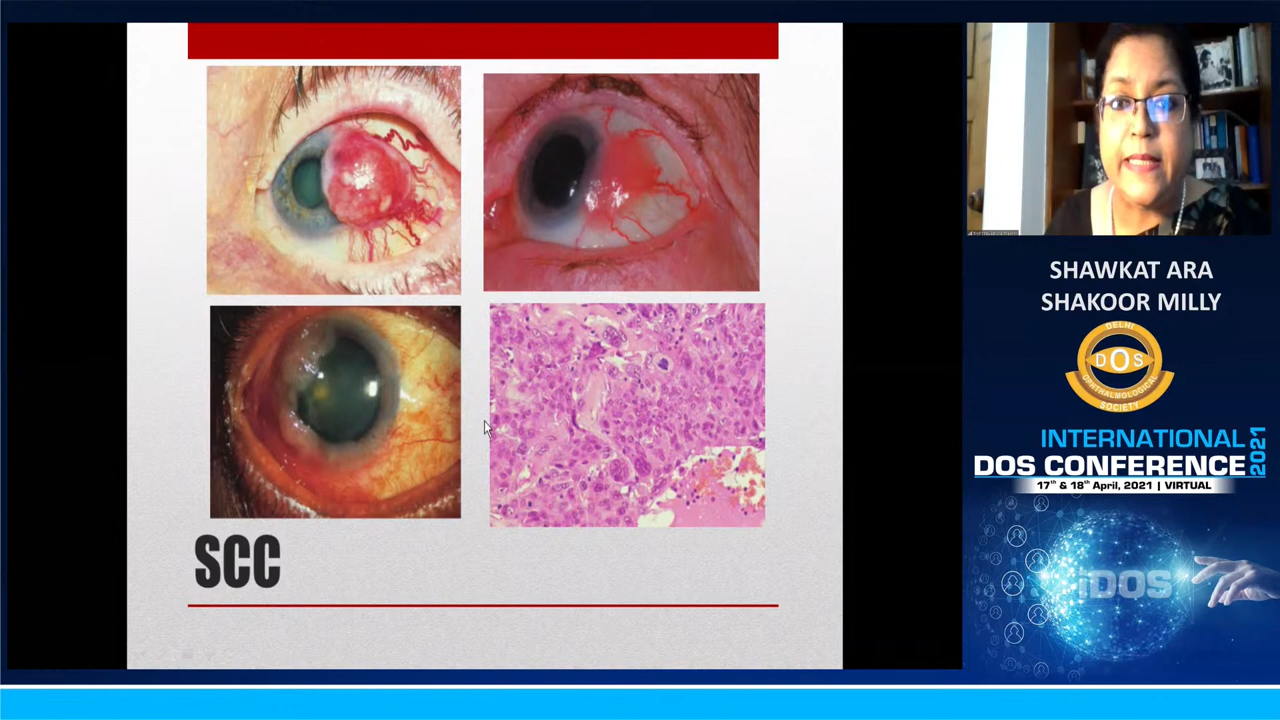 SCC
SHAWKAT ARA
SHAKOOR MILLY
DELHI
DOS
OPHTHALMOLOGICAL
SOCIETY
INTERNATIONAL
DOS CONFERENCE
2021
17th & 18th April, 2021 | VIRTUAL
iDOS